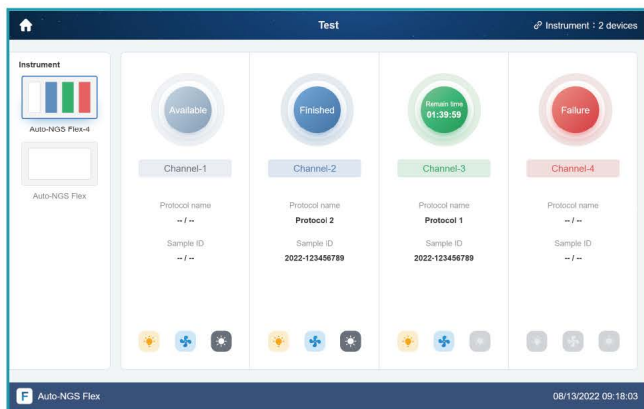 Test
Instrument : 2 devices
Instrument
Auto-NGS Flex-4
Auto-NGS Flex
Available
Channel-1
Protocol name
-- / --
Sample ID
-- / --
Finished
Channel-2
Protocol name
Protocol 2
Sample ID
2022-123456789
Remain time
01:39:59
Channel-3
Protocol name
Protocol 1
Sample ID
2022-123456789
Failure
Channel-4
Protocol name
-- / --
Sample ID
-- / --
F Auto-NGS Flex
08/13/2022 09:18:03